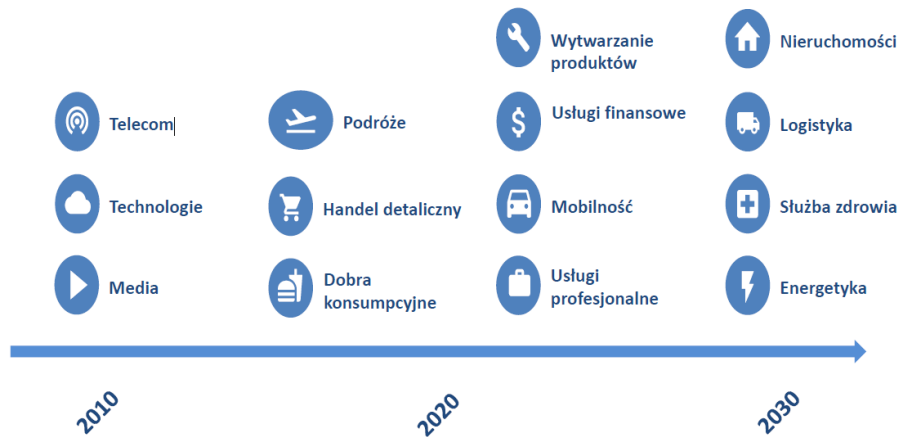 Telecom
Technologie
Media
Podróże
Handel detaliczny
Dobra
konsumpcyjne
Wytwarzanie
produktów
Usługi finansowe
Mobilność
Usługi
profesjonalne
Nieruchomości
Logistyka
Służba zdrowia
Energetyka
2010
2020
2030